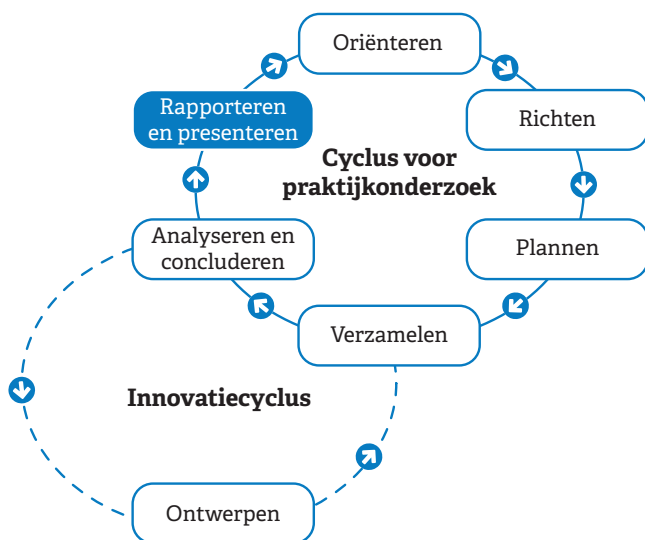 Oriënteren
Rapporteren
en presenteren
Richten
Cyclus voor
praktijkonderzoek
Analyseren en
concluderen
Plannen
Verzamelen
Innovatiecyclus
Ontwerpen